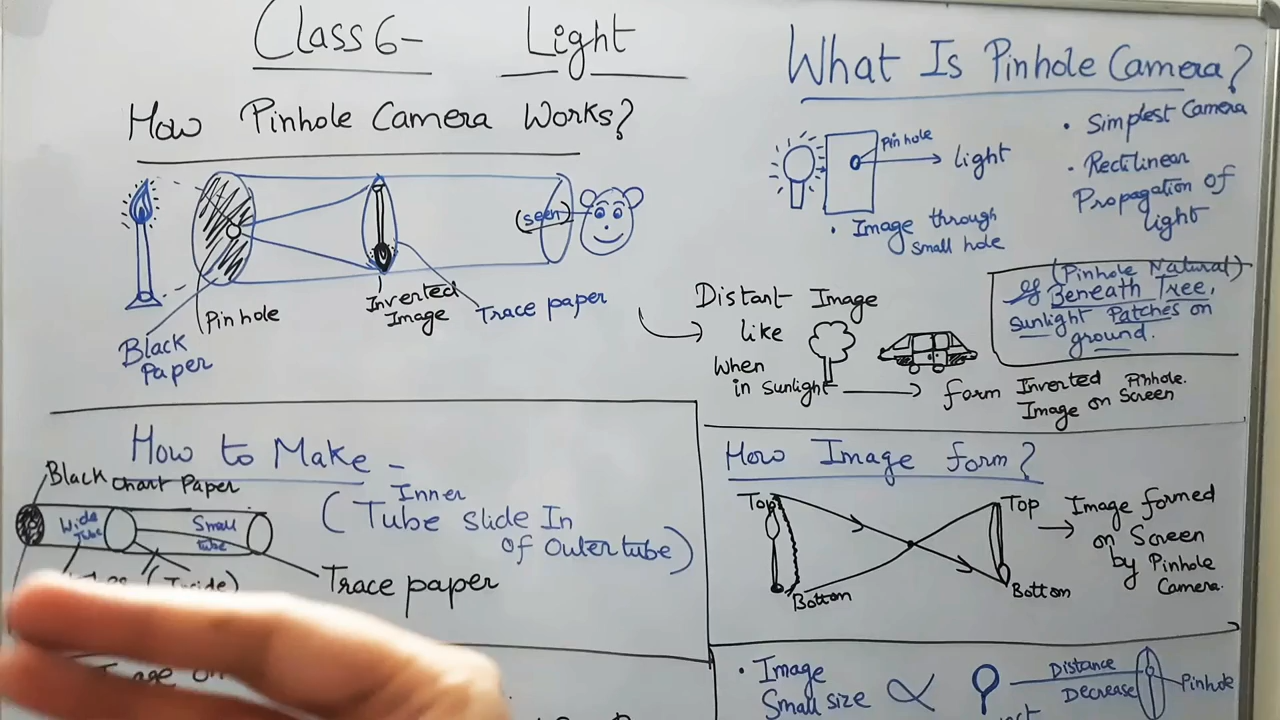 Class 6- Light
How Pinhole Camera Works?
(seen)
Pinhole
Inverted
Image
Trace paper
Black
Paper
What Is Pinhole Camera?
Pinhole
Light
• Image through
small hole
• Simplest Camera
• Rectilinear
Propagation of
light
Distant Image
like
When
in sunlight
form Inverted Pinhole.
Image on Screen
(Pinhole Natural)
Beneath Tree,
sunlight Patches on
ground.
How to Make -
Black Chart Paper
Wide
Tube
Small
tube
(Inside)
Trace paper
Inner
(Tube slide In
of Outer tube)
How Image form?
Top
Bottom
Top
Bottom
Image formed
on Screen
by Pinhole
Camera.
• Image
Small size ∝
Distance
Decrease
Pinhole